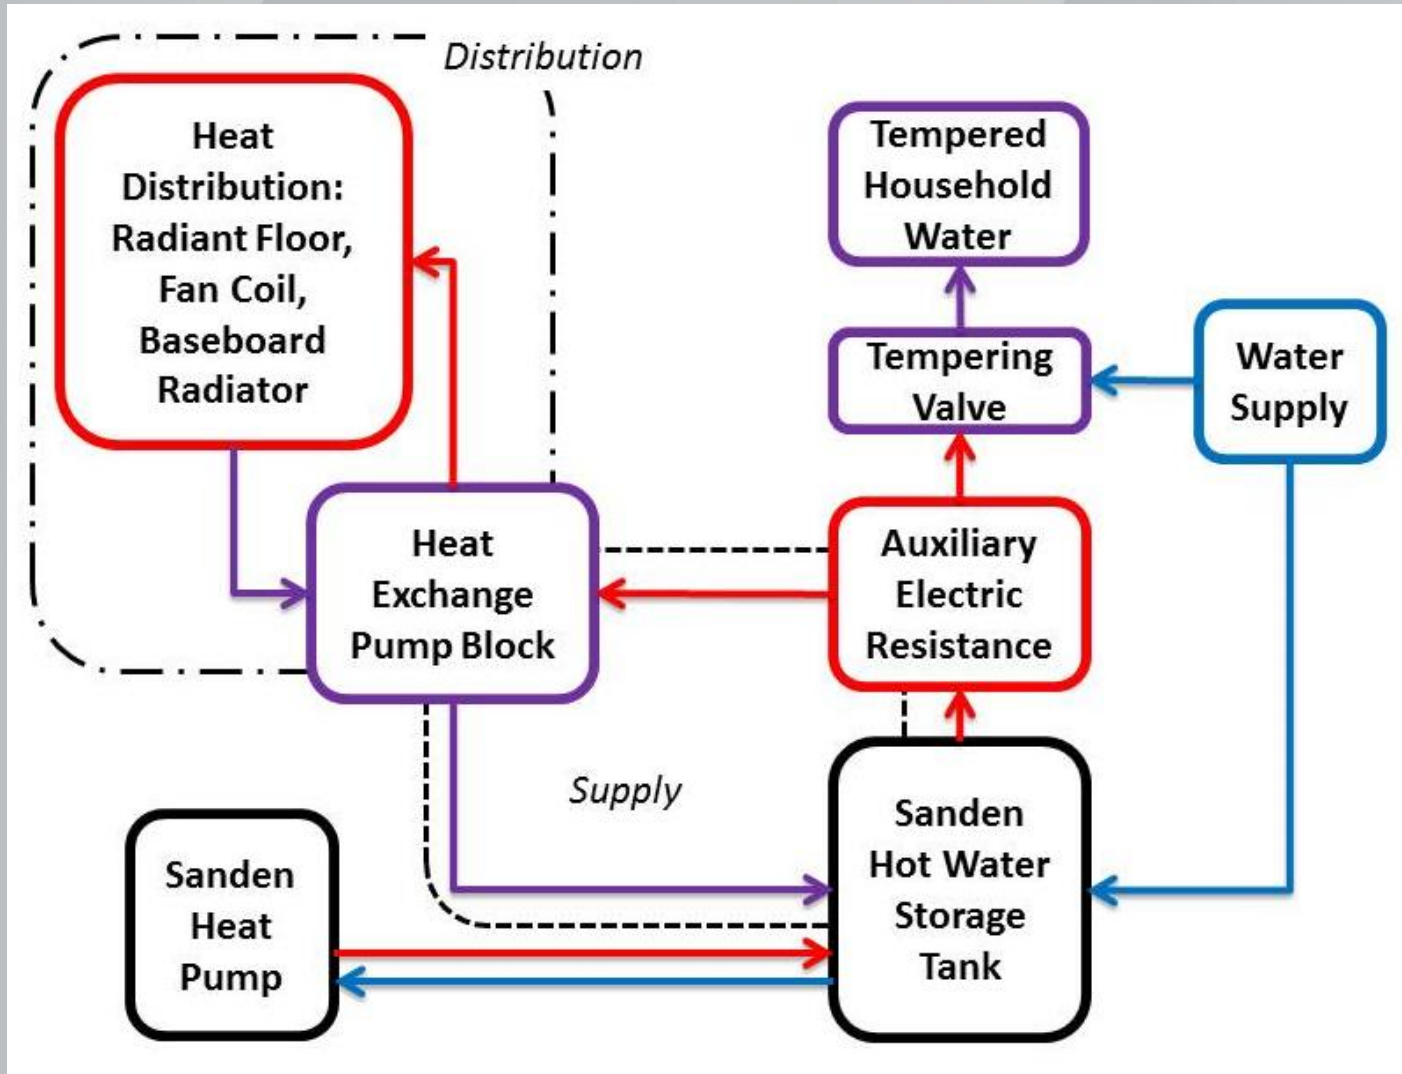 Distribution
Heat
Distribution:
Radiant Floor,
Fan Coil,
Baseboard
Radiator
Tempered
Household
Water
Tempering
Valve
Water
Supply
Heat
Exchange
Pump Block
Auxiliary
Electric
Resistance
Supply
Sanden
Heat
Pump
Sanden
Hot Water
Storage
Tank